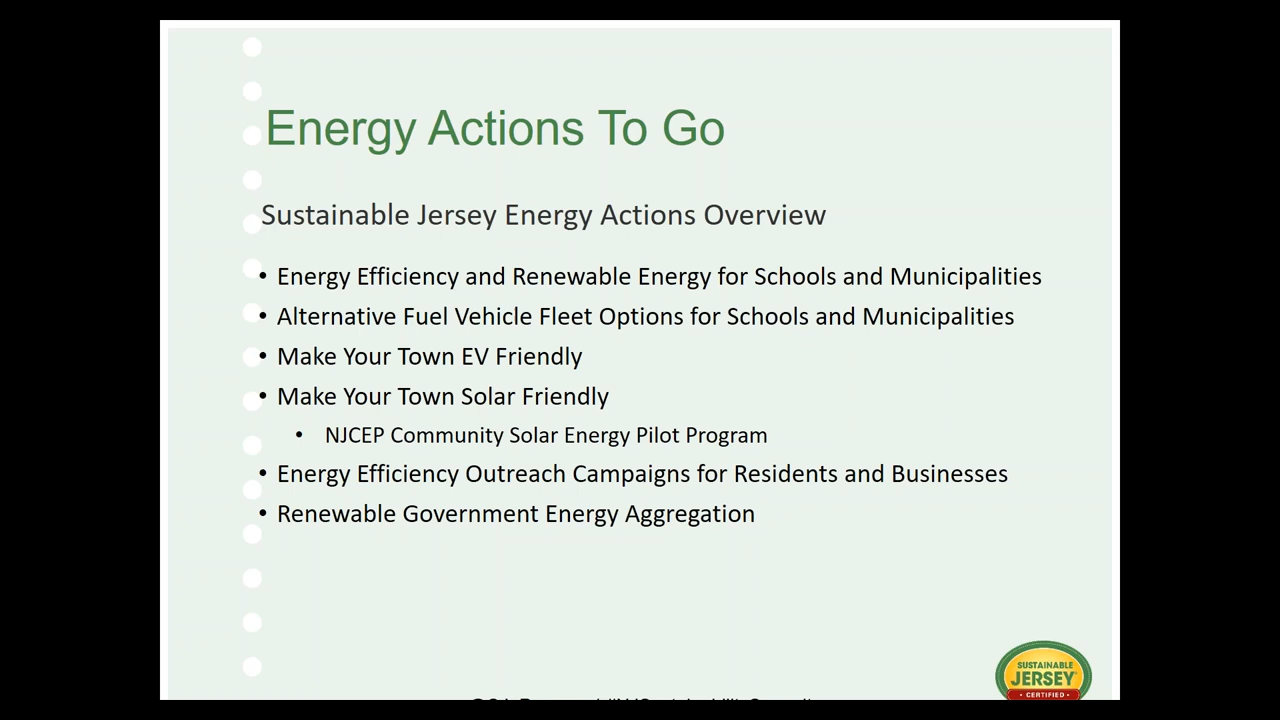 Energy Actions To Go
Sustainable Jersey Energy Actions Overview
• Energy Efficiency and Renewable Energy for Schools and Municipalities
• Alternative Fuel Vehicle Fleet Options for Schools and Municipalities
• Make Your Town EV Friendly
• Make Your Town Solar Friendly
• NJCEP Community Solar Energy Pilot Program
• Energy Efficiency Outreach Campaigns for Residents and Businesses
• Renewable Government Energy Aggregation
SUSTAINABLE
JERSEY
• CERTIFIED •